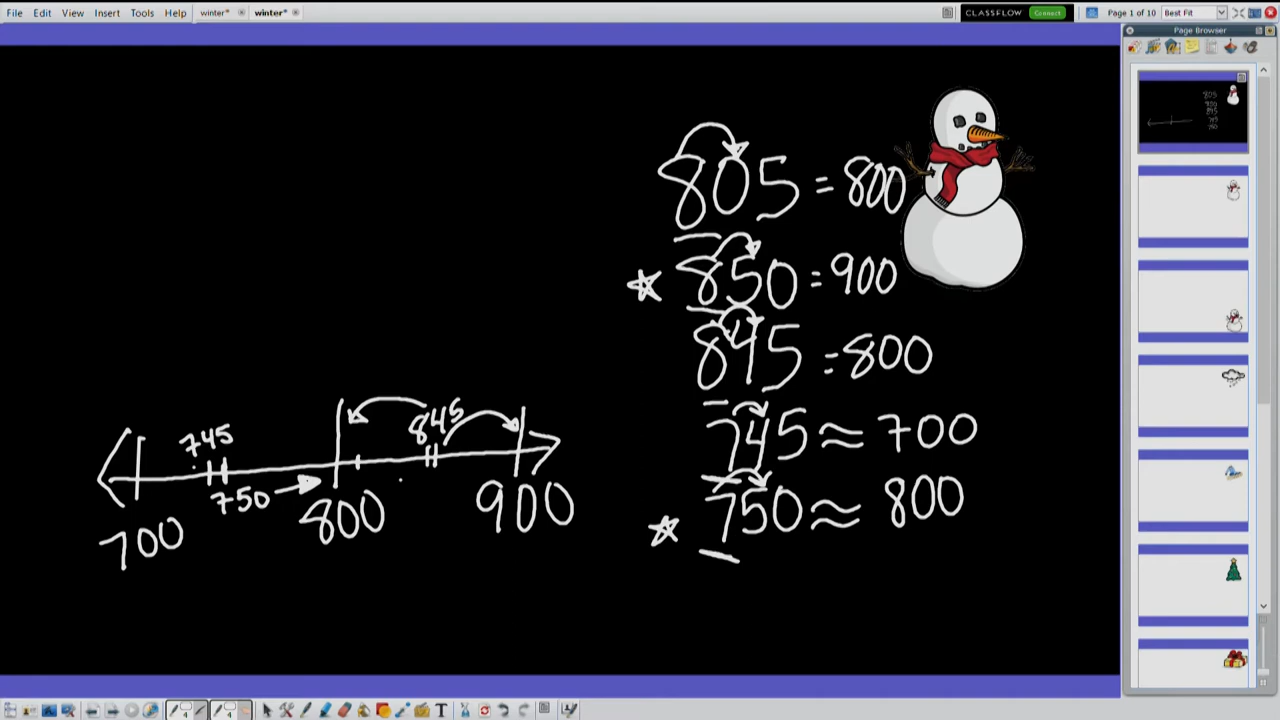 File Edit View Insert Tools Help winter* winter* CLASSFLOW Connect Page 1 of 10 Best Fit
Page Browser
805 = 800
850 = 900
845 = 800
745 ≈ 700
750 ≈ 800
745 845
750
700 800 900